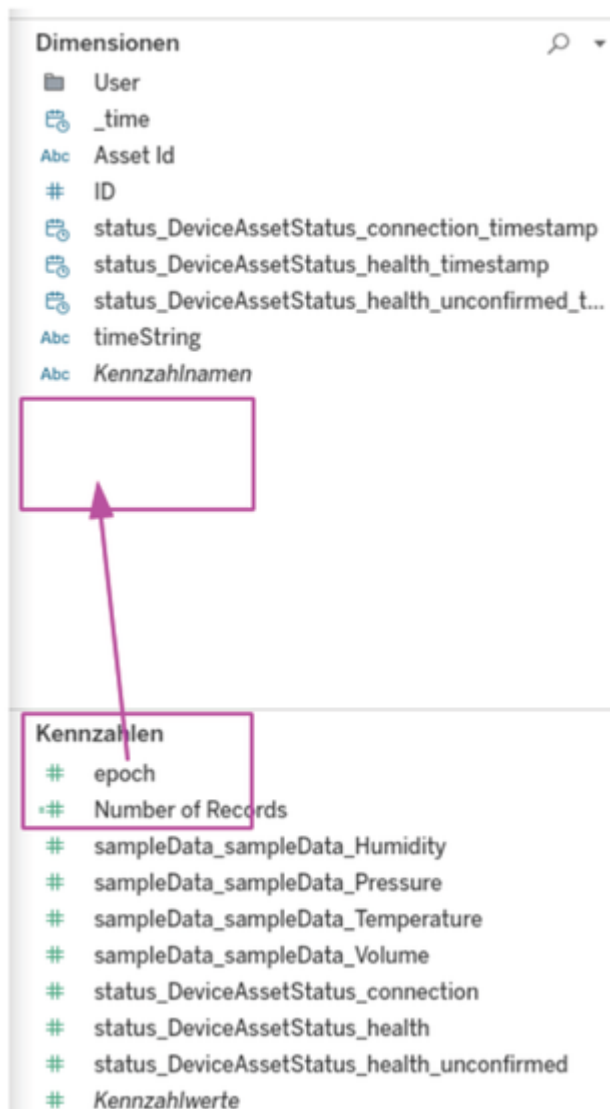 Dimensionen
User
_time
Abc Asset Id
ID
status_DeviceAssetStatus_connection_timestamp
status_DeviceAssetStatus_health_timestamp
status_DeviceAssetStatus_health_unconfirmed_t...
Abc timeString
Abc Kennzahlnamen
Kennzahlen
epoch
Number of Records
sampleData_sampleData_Humidity
sampleData_sampleData_Pressure
sampleData_sampleData_Temperature
sampleData_sampleData_Volume
status_DeviceAssetStatus_connection
status_DeviceAssetStatus_health
status_DeviceAssetStatus_health_unconfirmed
Kennzahlwerte